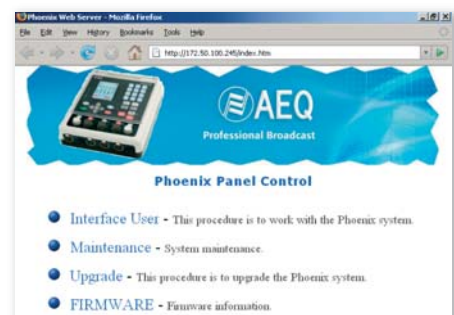 Phoenix Web Server - Mozilla Firefox
File Edit View History Bookmarks Tools Help
http://172.50.100.245/index.htm
AEQ
Professional Broadcast
Phoenix Panel Control
Interface User - This procedure is to work with the Phoenix system.
Maintenance - System maintenance.
Upgrade - This procedure is to upgrade the Phoenix system.
FIRMWARE - Firmware information.